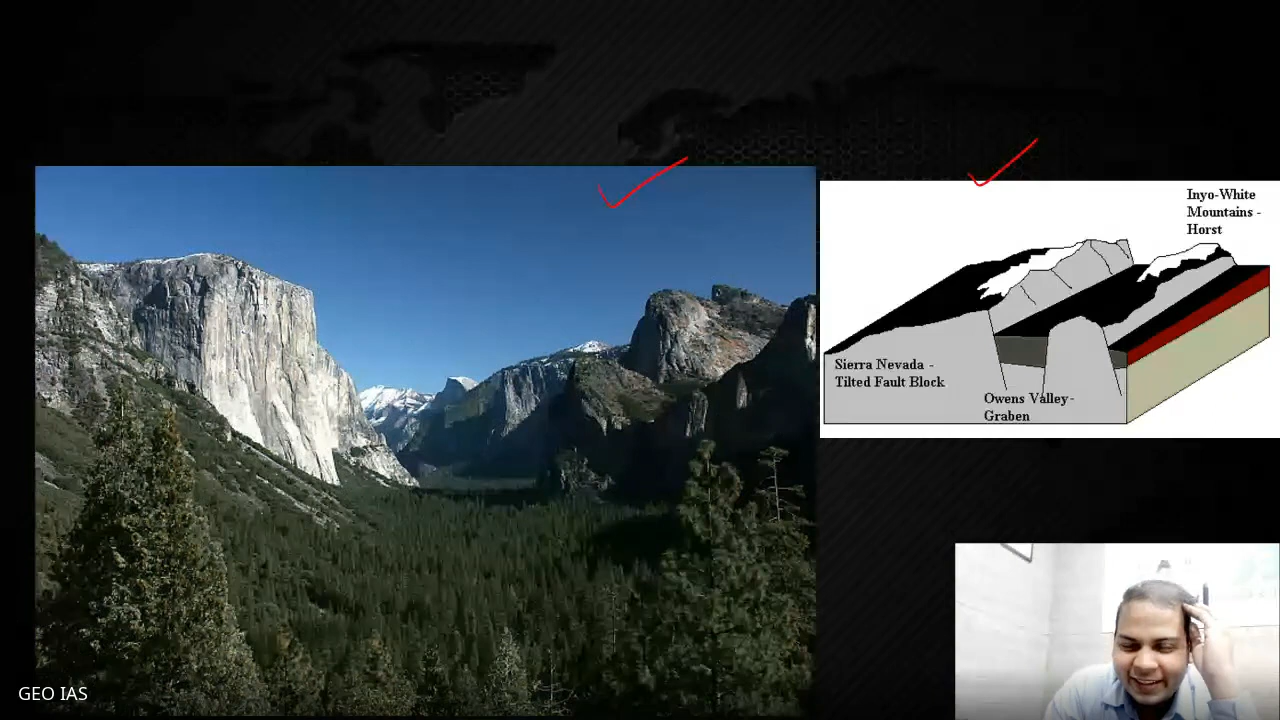 Inyo-White
Mountains -
Horst
Sierra Nevada -
Tilted Fault Block
Owens Valley-
Graben
GEO IAS